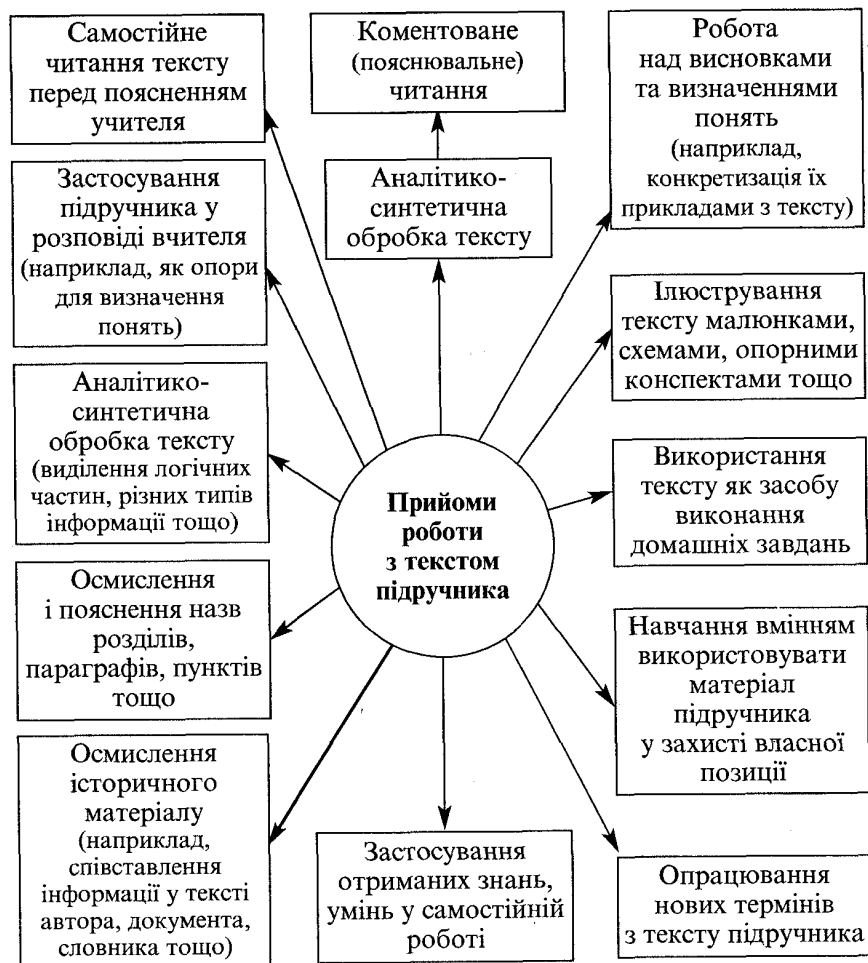 Самостійне
читання тексту
перед поясненням
учителя
Коментоване
(пояснювальне)
читання
Робота
над висновками
та визначеннями
понять
(наприклад,
конкретизація їх
прикладами з тексту)
Застосування
підручника у
розповіді вчителя
(наприклад, як опори
для визначення
понять)
Аналітико-
синтетична
обробка тексту
Ілюстрування
тексту малюнками,
схемами, опорними
конспектами тощо
Аналітико-
синтетична
обробка тексту
(виділення логічних
частин, різних типів
інформації тощо)
Прийоми
роботи
з текстом
підручника
Використання
тексту як засобу
виконання
домашніх завдань
Осмислення
і пояснення назв
розділів,
параграфів, пунктів
тощо
Навчання вмінням
використовувати
матеріал
підручника
у захисті власної
позиції
Осмислення
історичного
матеріалу
(наприклад,
співставлення
інформації у тексті
автора, документа,
словника тощо)
Застосування
отриманих знань,
умінь у самостійній
роботі
Опрацювання
нових термінів
з тексту підручника